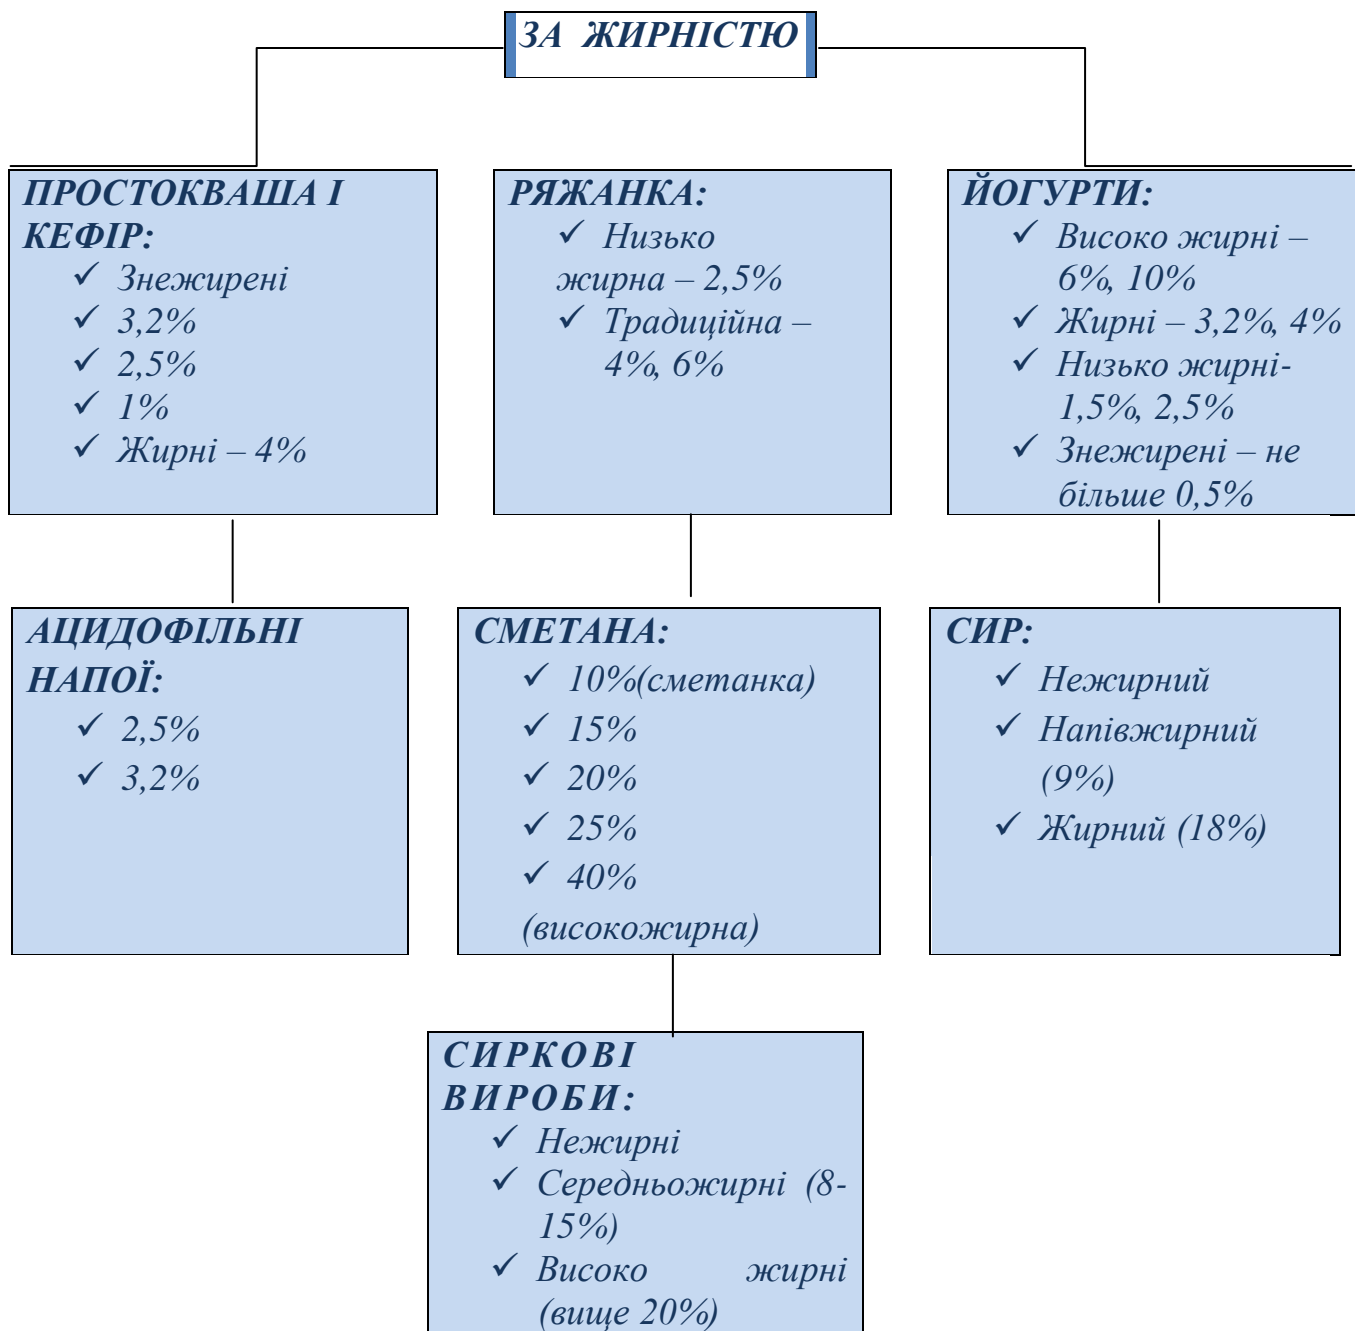 ЗА ЖИРНІСТЮ
ПРОСТОКВАША І
КЕФІР:
✓ Знежирені
✓ 3,2%
✓ 2,5%
✓ 1%
✓ Жирні – 4%
РЯЖАНКА:
✓ Низько
жирна – 2,5%
✓ Традиційна –
4%, 6%
ЙОГУРТИ:
✓ Високо жирні –
6%, 10%
✓ Жирні – 3,2%, 4%
✓ Низько жирні-
1,5%, 2,5%
✓ Знежирені – не
більше 0,5%
АЦИДОФІЛЬНІ
НАПОЇ:
✓ 2,5%
✓ 3,2%
СМЕТАНА:
✓ 10%(сметанка)
✓ 15%
✓ 20%
✓ 25%
✓ 40%
(високожирна)
СИР:
✓ Нежирний
✓ Напівжирний
(9%)
✓ Жирний (18%)
СИРКОВІ
ВИРОБИ:
✓ Нежирні
✓ Середньожирні (8-
15%)
✓ Високо жирні
(вище 20%)